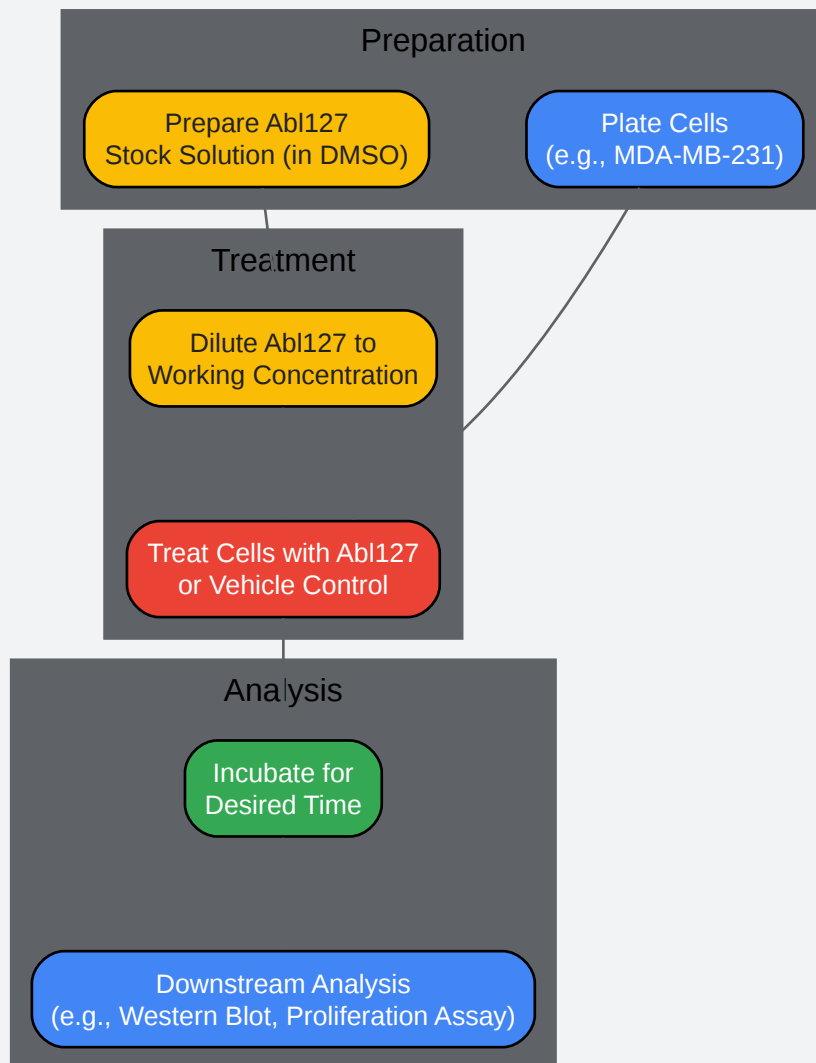 Preparation
Prepare Abl127
Stock Solution (in DMSO)
Plate Cells
(e.g., MDA-MB-231)
Treatment
Dilute Abl127 to
Working Concentration
Treat Cells with Abl127
or Vehicle Control
Analysis
Incubate for
Desired Time
Downstream Analysis
(e.g., Western Blot, Proliferation Assay)